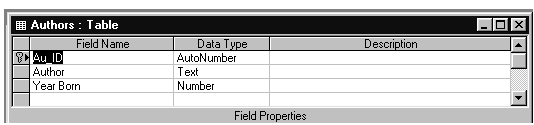 Authors : Table
Field Name Data Type Description
Au_ID AutoNumber
Author Text
Year Born Number
Field Properties